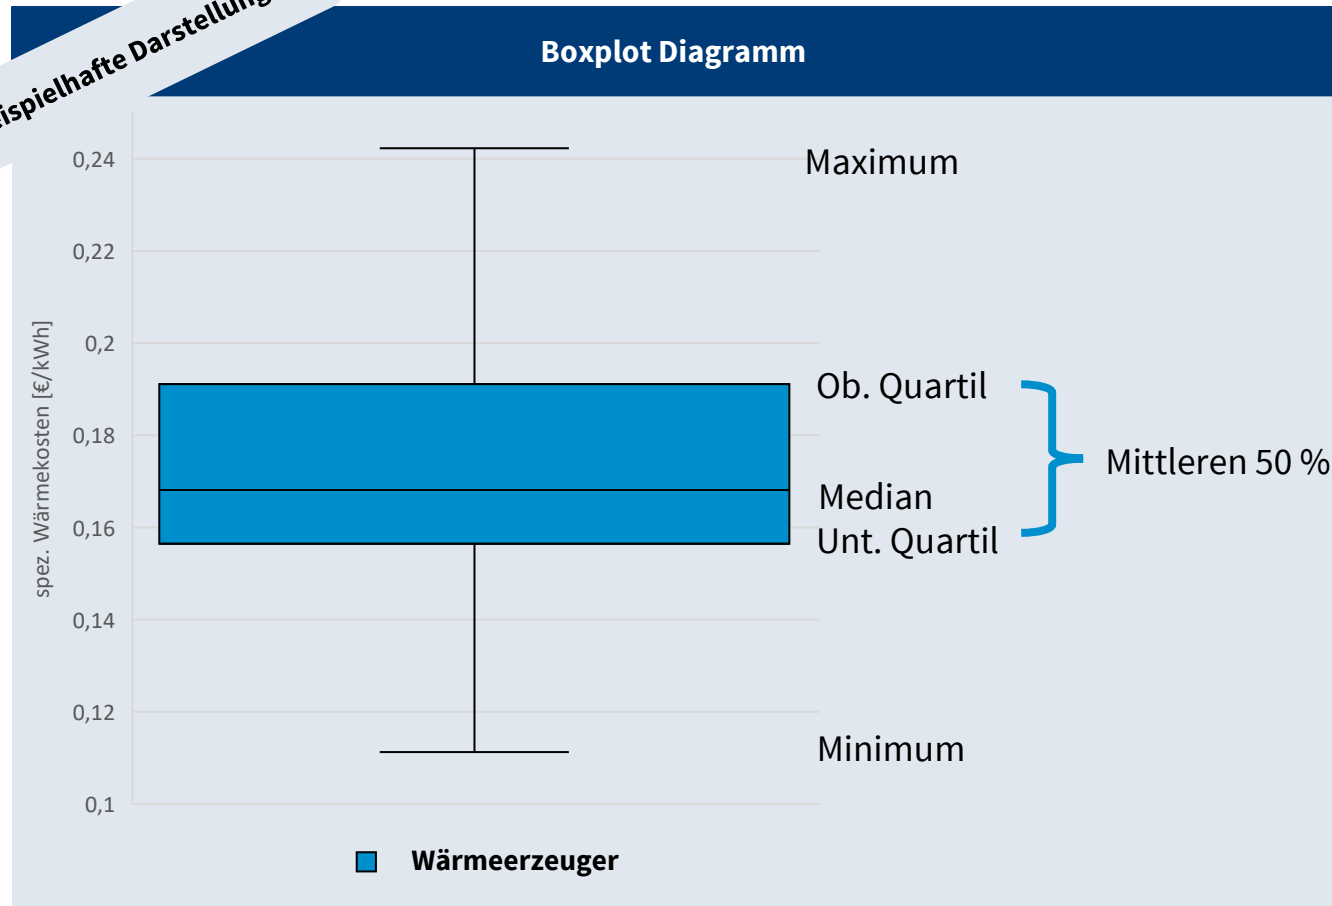 ispielhafte Darstellung
Boxplot Diagramm
0,24
0,22
0,2
0,18
0,16
0,14
0,12
0,1
spez. Wärmekosten [€/kWh]
Maximum
Ob. Quartil
Mittleren 50 %
Median
Unt. Quartil
Minimum
Wärmeerzeuger